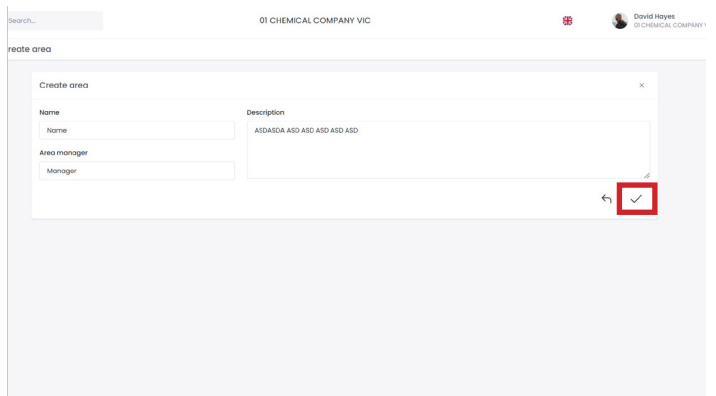 Search...
01 CHEMICAL COMPANY VIC
David Hayes
01 CHEMICAL COMPANY V
reate area
Create area
Name
Description
Name
ASDASDA ASD ASD ASD ASD ASD
Area manager
Manager